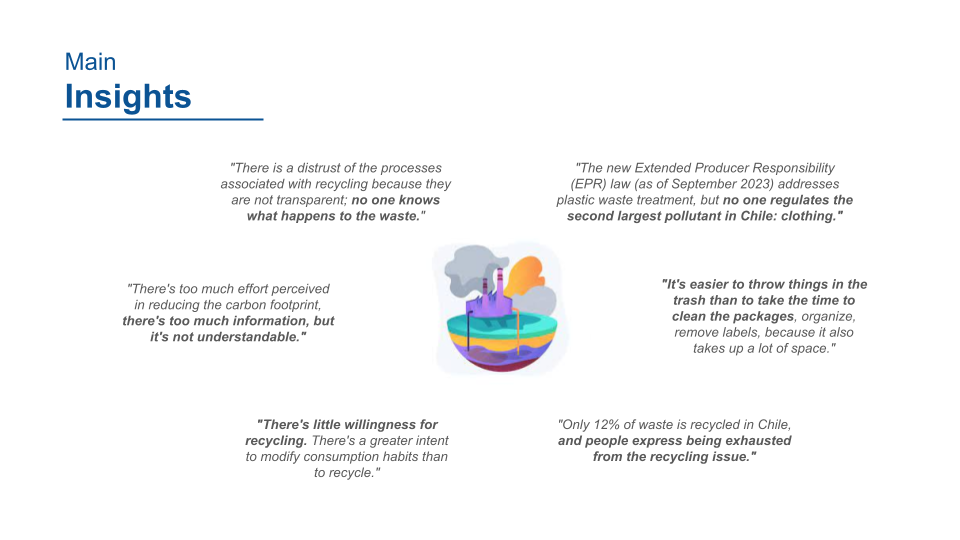 Main
Insights
"There is a distrust of the processes
associated with recycling because they
are not transparent; no one knows
what happens to the waste."
"The new Extended Producer Responsibility
(EPR) law (as of September 2023) addresses
plastic waste treatment, but no one regulates the
second largest pollutant in Chile: clothing."
"There's too much effort perceived
in reducing the carbon footprint,
there's too much information, but
it's not understandable."
"It's easier to throw things in the
trash than to take the time to
clean the packages, organize,
remove labels, because it also
takes up a lot of space."
"There's little willingness for
recycling. There's a greater intent
to modify consumption habits than
to recycle."
"Only 12% of waste is recycled in Chile,
and people express being exhausted
from the recycling issue."